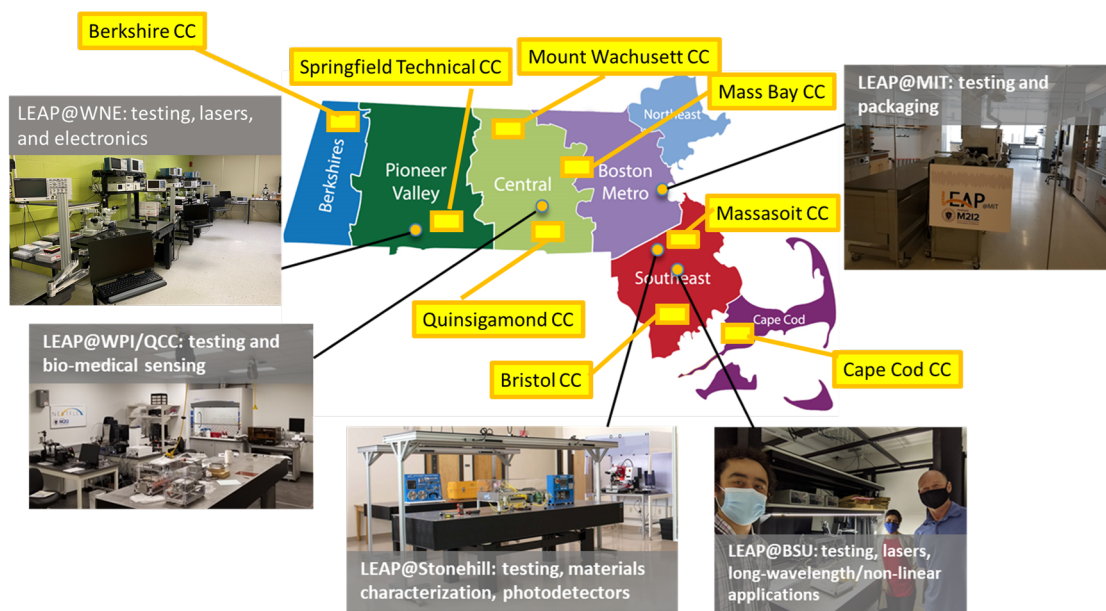 Berkshire CC
Springfield Technical CC
Mount Wachusett CC
Mass Bay CC
LEAP@MIT: testing and
packaging
LEAP@WNE: testing, lasers,
and electronics
Northeast
Berkshires
Pioneer
Valley
Central
Boston
Metro
LEAP
@MIT
M2I2
Massasoit CC
Southeast
Quinsigamond CC
Cape Cod
LEAP@WPI/QCC: testing and
bio-medical sensing
Bristol CC
Cape Cod CC
LEAP@Stonehill: testing, materials
characterization, photodetectors
LEAP@BSU: testing, lasers,
long-wavelength/non-linear
applications